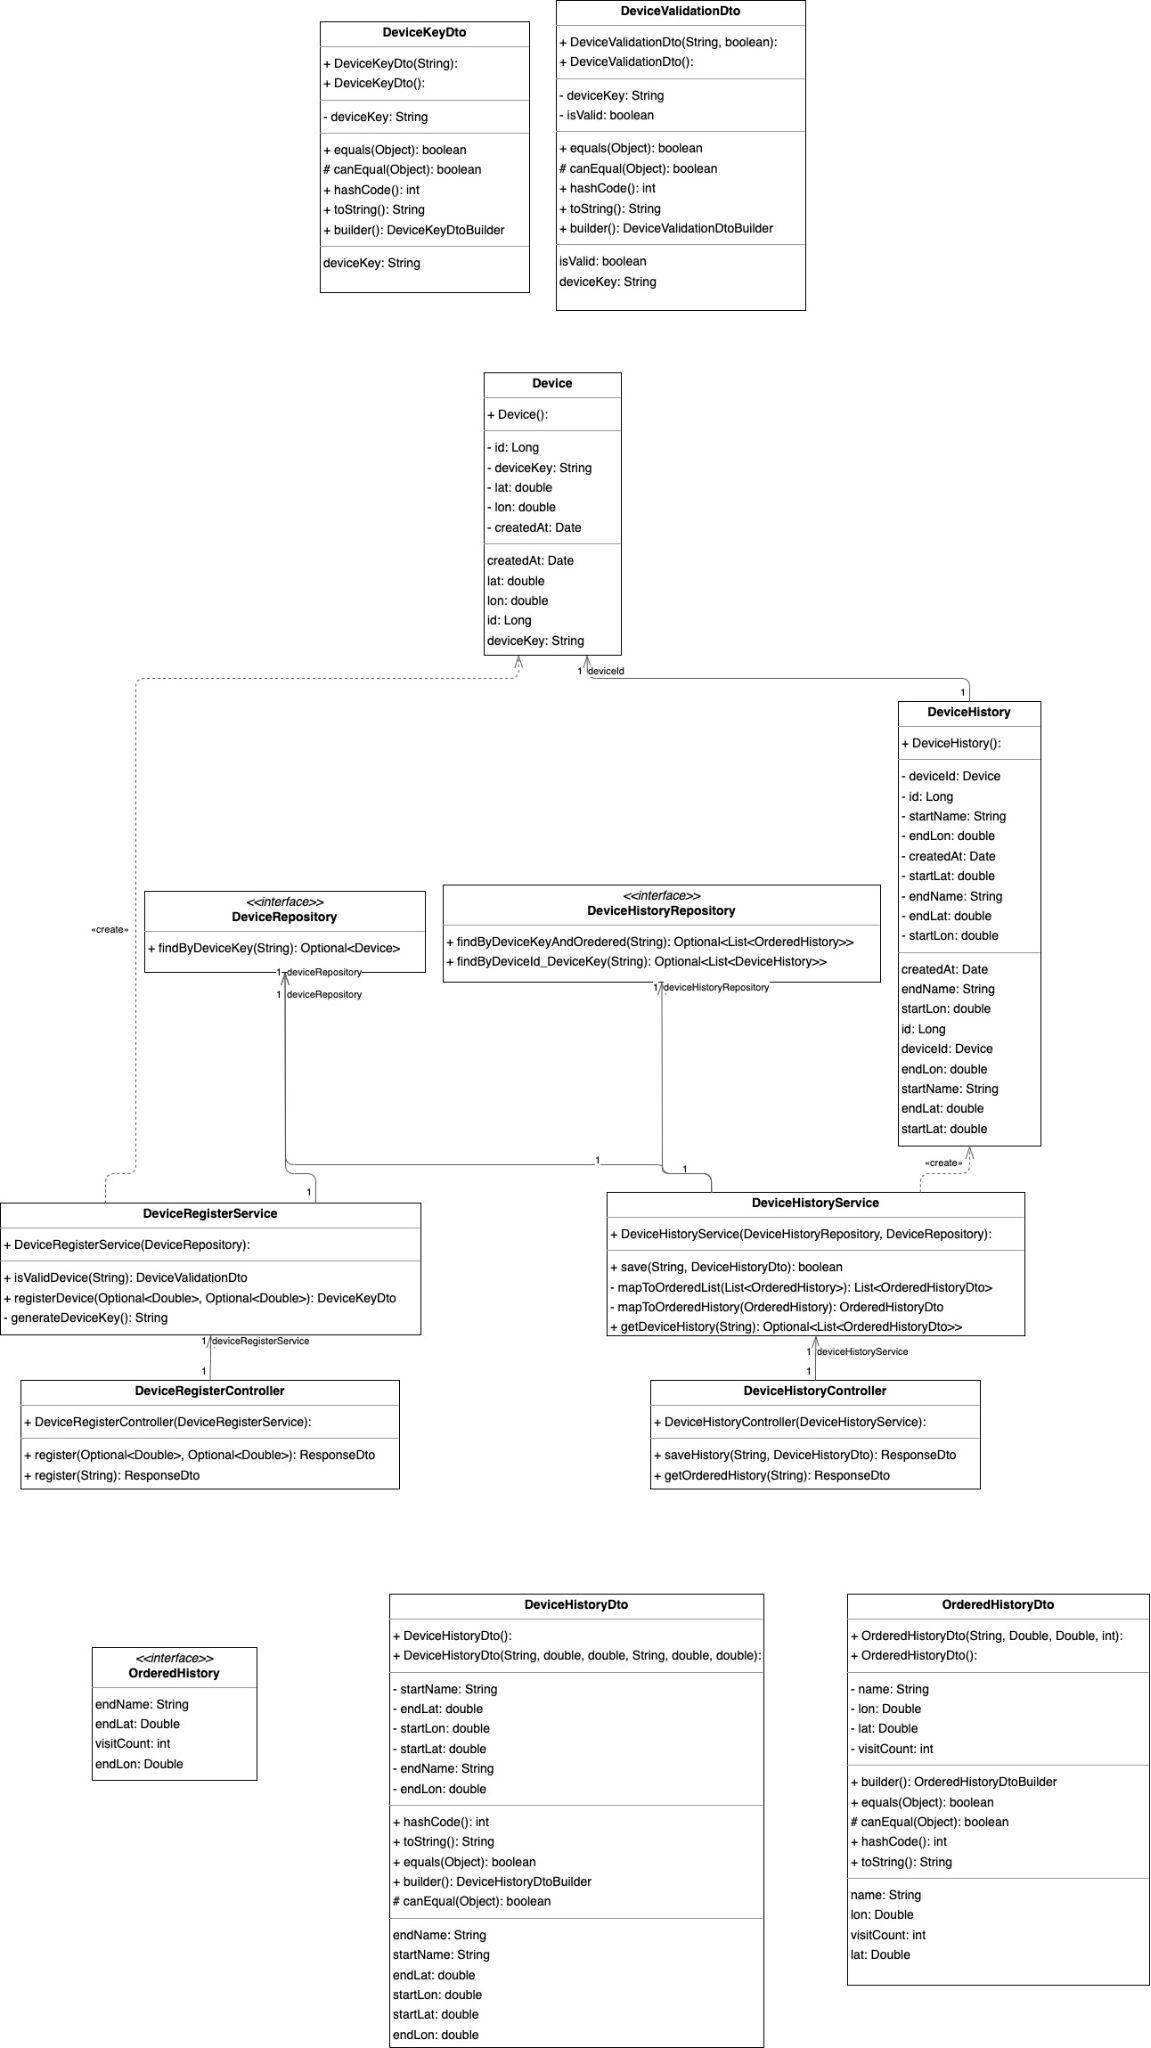 DeviceKeyDto
+ DeviceKeyDto(String):
+ DeviceKeyDto():
- deviceKey: String
+ equals(Object): boolean
# canEqual(Object): boolean
+ hashCode(): int
+ toString(): String
+ builder(): DeviceKeyDtoBuilder
deviceKey: String
DeviceValidationDto
+ DeviceValidationDto(String, boolean):
+ DeviceValidationDto():
- deviceKey: String
- isValid: boolean
+ equals(Object): boolean
# canEqual(Object): boolean
+ hashCode(): int
+ toString(): String
+ builder(): DeviceValidationDtoBuilder
isValid: boolean
deviceKey: String
Device
+ Device():
- id: Long
- deviceKey: String
- lat: double
- lon: double
- createdAt: Date
createdAt: Date
lat: double
lon: double
id: Long
deviceKey: String
1 deviceId
1
DeviceHistory
+ DeviceHistory():
- deviceId: Device
- id: Long
- startName: String
- endLon: double
- createdAt: Date
- startLat: double
- endName: String
- endLat: double
- startLon: double
createdAt: Date
endName: String
startLon: double
id: Long
deviceId: Device
endLon: double
startName: String
endLat: double
startLat: double
«create»
<<interface>>
DeviceRepository
+ findByDeviceKey(String): Optional<Device>
1 deviceRepository
1 deviceRepository
<<interface>>
DeviceHistoryRepository
+ findByDeviceKeyAndOredered(String): Optional<List<OrderedHistory>>
+ findByDeviceId_DeviceKey(String): Optional<List<DeviceHistory>>
1 deviceHistoryRepository
1
1
1
«create»
DeviceRegisterService
+ DeviceRegisterService(DeviceRepository):
+ isValidDevice(String): DeviceValidationDto
+ registerDevice(Optional<Double>, Optional<Double>): DeviceKeyDto
- generateDeviceKey(): String
1 deviceRegisterService
1
DeviceRegisterController
+ DeviceRegisterController(DeviceRegisterService):
+ register(Optional<Double>, Optional<Double>): ResponseDto
+ register(String): ResponseDto
DeviceHistoryService
+ DeviceHistoryService(DeviceHistoryRepository, DeviceRepository):
+ save(String, DeviceHistoryDto): boolean
- mapToOrderedList(List<OrderedHistory>): List<OrderedHistoryDto>
- mapToOrderedHistory(OrderedHistory): OrderedHistoryDto
+ getDeviceHistory(String): Optional<List<OrderedHistoryDto>>
1 deviceHistoryService
1
DeviceHistoryController
+ DeviceHistoryController(DeviceHistoryService):
+ saveHistory(String, DeviceHistoryDto): ResponseDto
+ getOrderedHistory(String): ResponseDto
<<interface>>
OrderedHistory
endName: String
endLat: Double
visitCount: int
endLon: Double
DeviceHistoryDto
+ DeviceHistoryDto():
+ DeviceHistoryDto(String, double, double, String, double, double):
- startName: String
- endLat: double
- startLon: double
- startLat: double
- endName: String
- endLon: double
+ hashCode(): int
+ toString(): String
+ equals(Object): boolean
+ builder(): DeviceHistoryDtoBuilder
# canEqual(Object): boolean
endName: String
startName: String
endLat: double
startLon: double
startLat: double
endLon: double
OrderedHistoryDto
+ OrderedHistoryDto(String, Double, Double, int):
+ OrderedHistoryDto():
- name: String
- lon: Double
- lat: Double
- visitCount: int
+ builder(): OrderedHistoryDtoBuilder
+ equals(Object): boolean
# canEqual(Object): boolean
+ hashCode(): int
+ toString(): String
name: String
lon: Double
visitCount: int
lat: Double